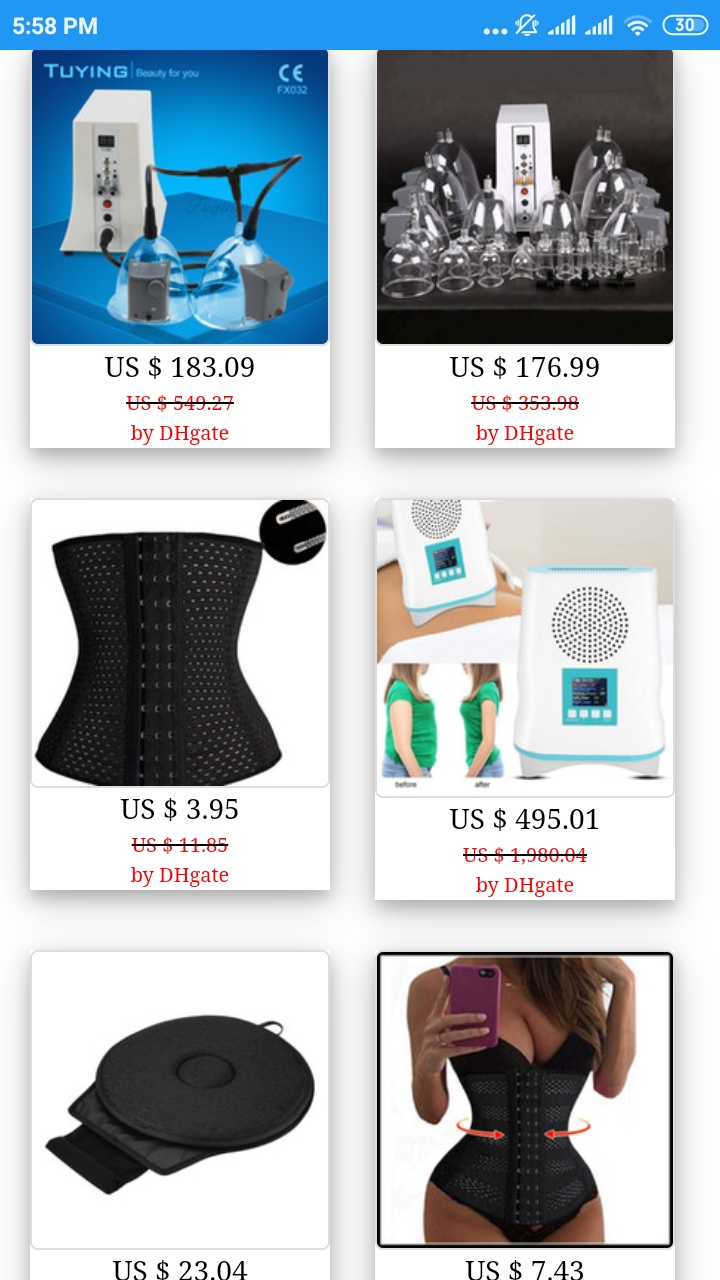 5:58 PM
30
TUYING Beauty for you
CE
FX032
US $ 183.09
US $ 549.27
by DHgate
US $ 176.99
US $ 353.98
by DHgate
US $ 3.95
US $ 11.85
by DHgate
before
after
US $ 495.01
US $ 1,980.04
by DHgate
US $ 23.04
US $ 7.43